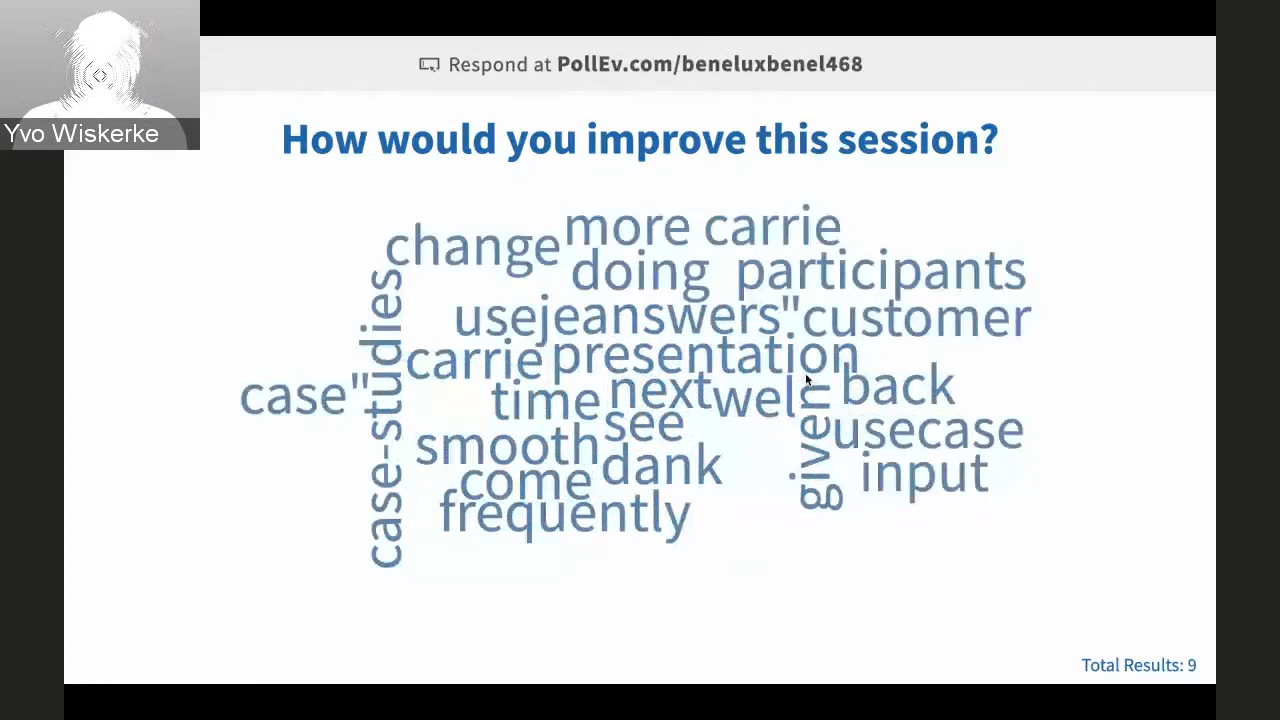 Yvo Wiskerke
Respond at PollEv.com/beneluxbenel468
How would you improve this session?
more carrie
change
doing participants
case-studies
useje answers" customer
carrie presentation
case"
time next wel back
see
given
smooth
usecase
come dank
input
frequently
Total Results: 9